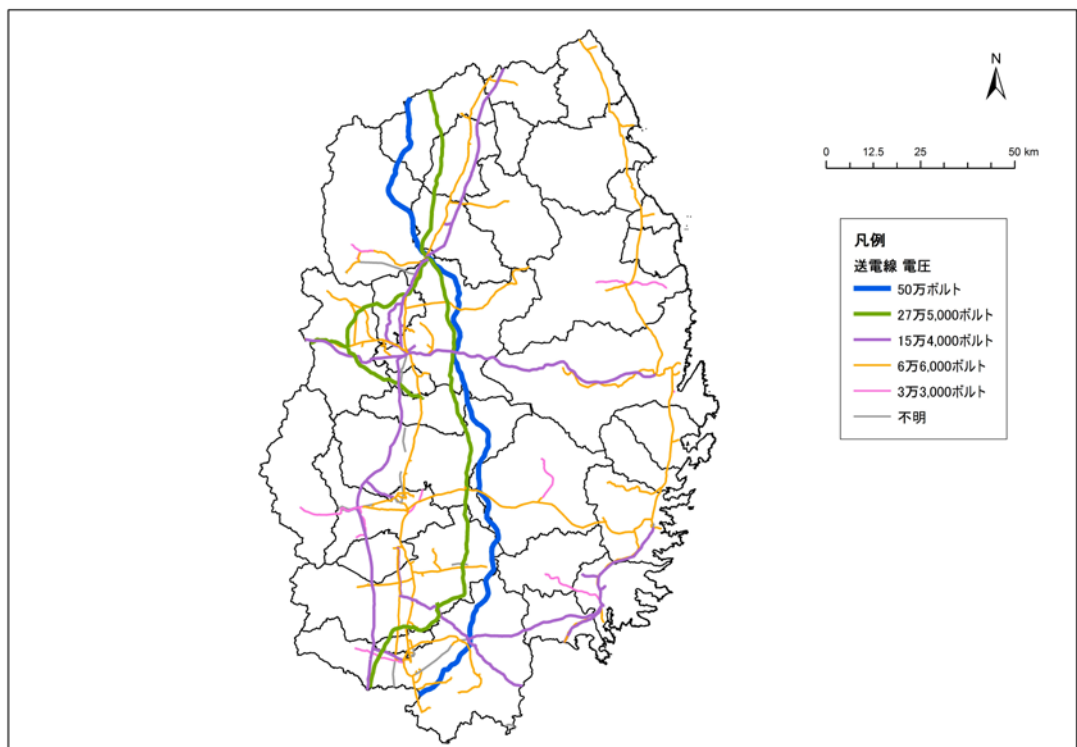 N
0 12.5 25 50 km
凡例
送電線 電圧
50万ボルト
27万5,000ボルト
15万4,000ボルト
6万6,000ボルト
3万3,000ボルト
不明